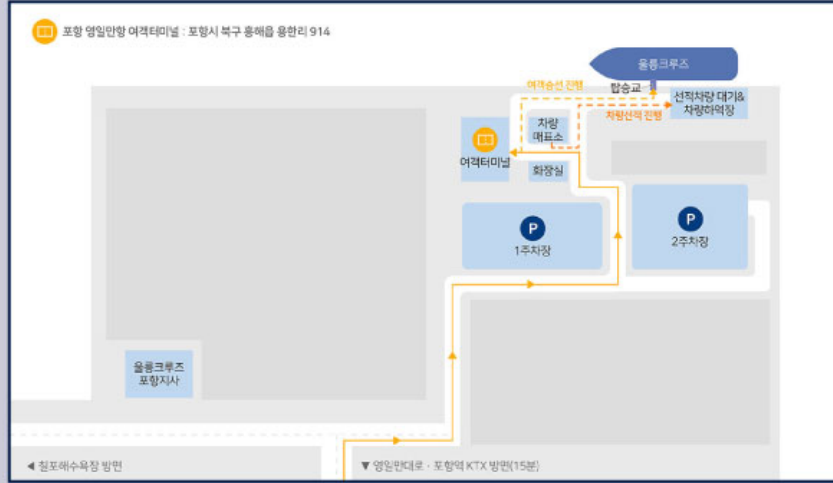 포항 영일만항 여객터미널 : 포항시 북구 흥해읍 용한리 914
울릉크루즈
여객승선 진행
탑승교
선적차량 대기&
차량하역장
차량
매표소
차량선적 진행
여객터미널
화장실
P
1주차장
P
2주차장
울릉크루즈
포항지사
◀ 칠포해수욕장 방면
▼ 영일만대로 · 포항역 KTX 방면(15분)